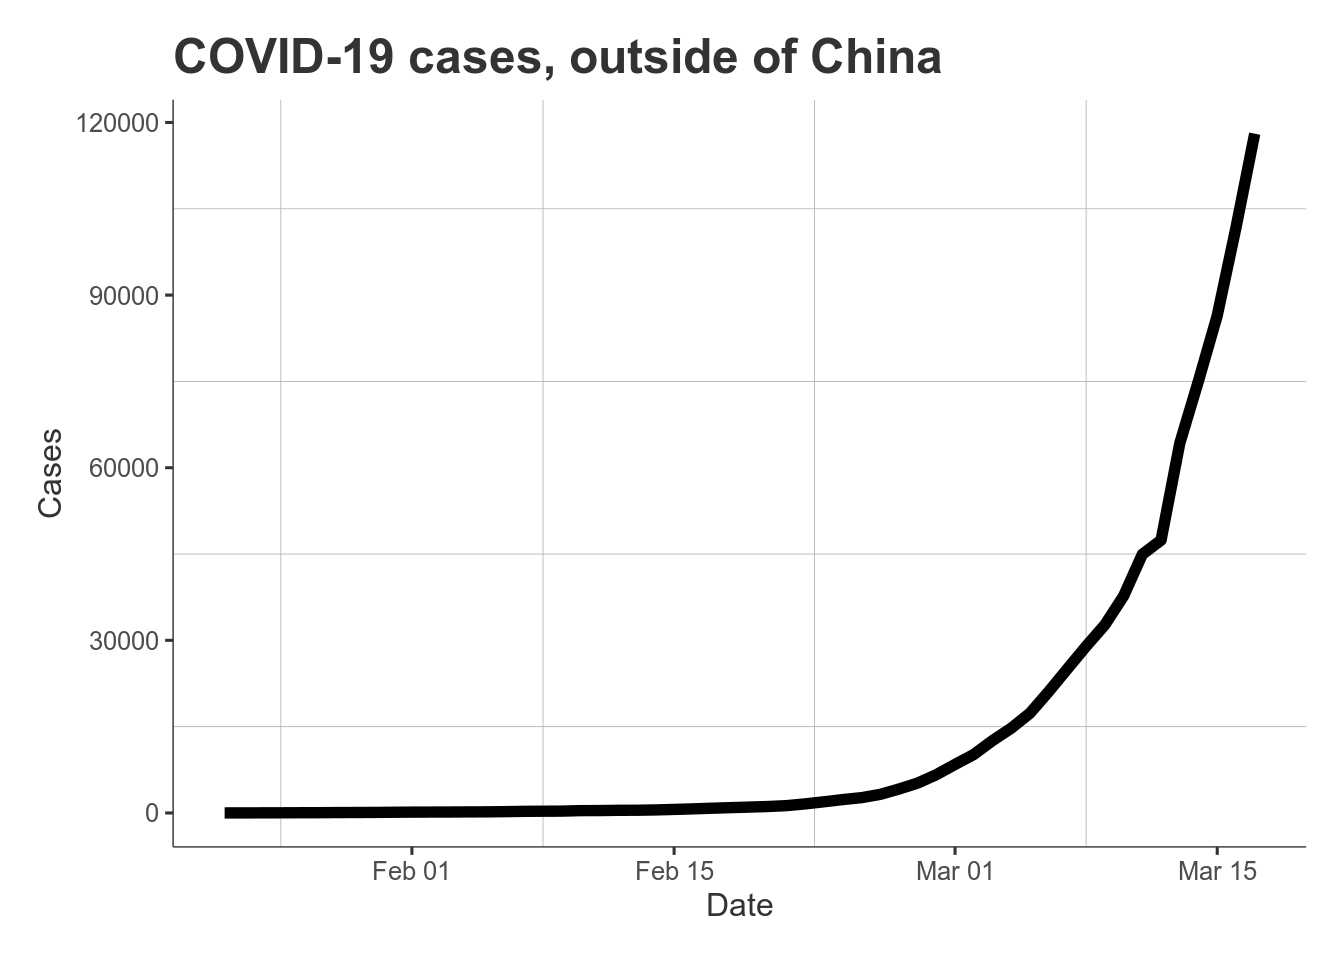 COVID-19 cases, outside of China
120000
90000
60000
30000
0
Cases
Feb 01
Feb 15
Mar 01
Mar 15
Date